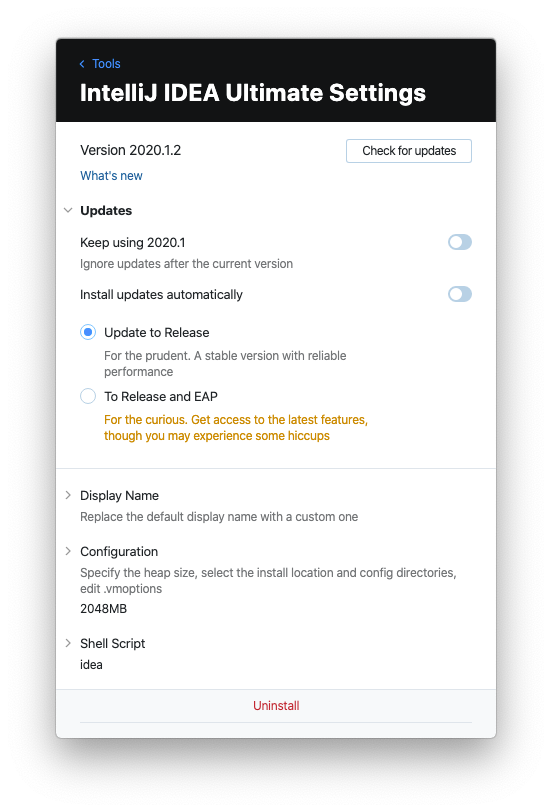 Tools
IntelliJ IDEA Ultimate Settings
Version 2020.1.2
Check for updates
What's new
Updates
Keep using 2020.1
Ignore updates after the current version
Install updates automatically
Update to Release
For the prudent. A stable version with reliable
performance
To Release and EAP
For the curious. Get access to the latest features,
though you may experience some hiccups
Display Name
Replace the default display name with a custom one
Configuration
Specify the heap size, select the install location and config directories,
edit .vmoptions
2048MB
Shell Script
idea
Uninstall